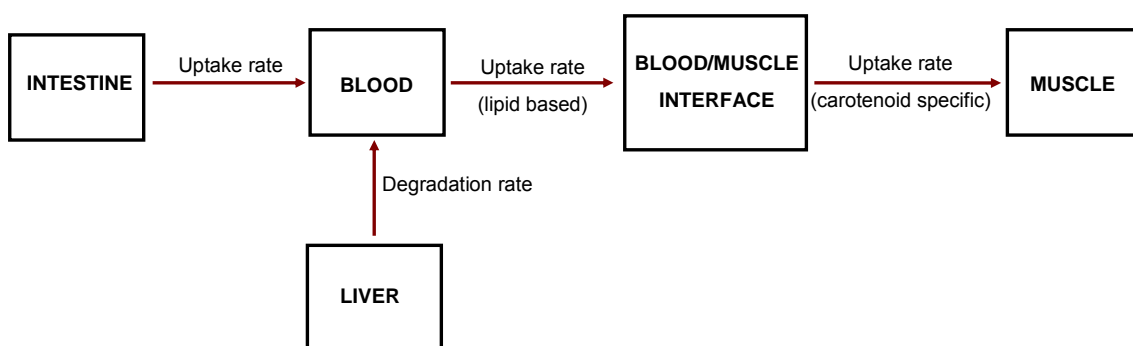 INTESTINE
Uptake rate
BLOOD
Uptake rate
(lipid based)
BLOOD/MUSCLE
INTERFACE
Uptake rate
(carotenoid specific)
MUSCLE
Degradation rate
LIVER